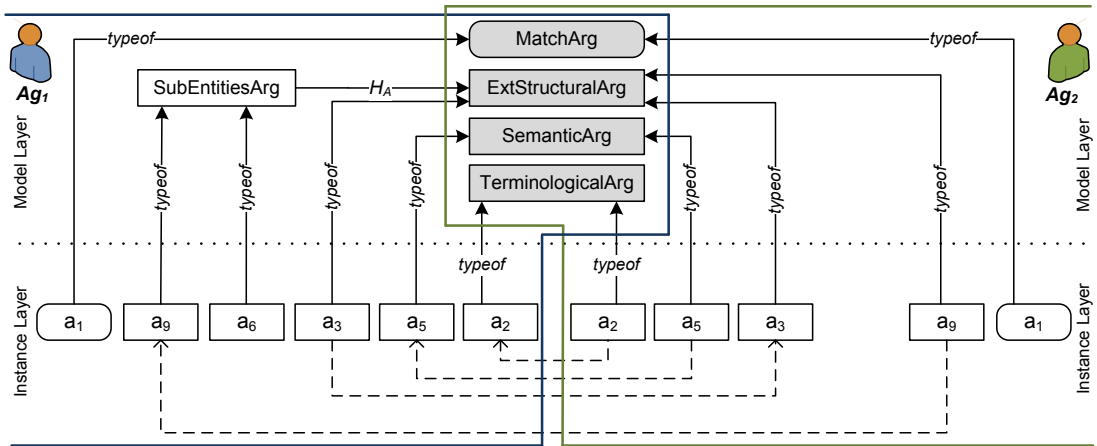 typeof
MatchArg
typeof
SubEntitiesArg
H_A
ExtStructuralArg
Ag₁
Ag₂
SemanticArg
Model Layer
Model Layer
typeof
typeof
typeof
typeof
TerminologicalArg
typeof
typeof
typeof
typeof
typeof
Instance Layer
a₁
a₉
a₆
a₃
a₅
a₂
a₂
a₅
a₃
a₉
a₁
Instance Layer